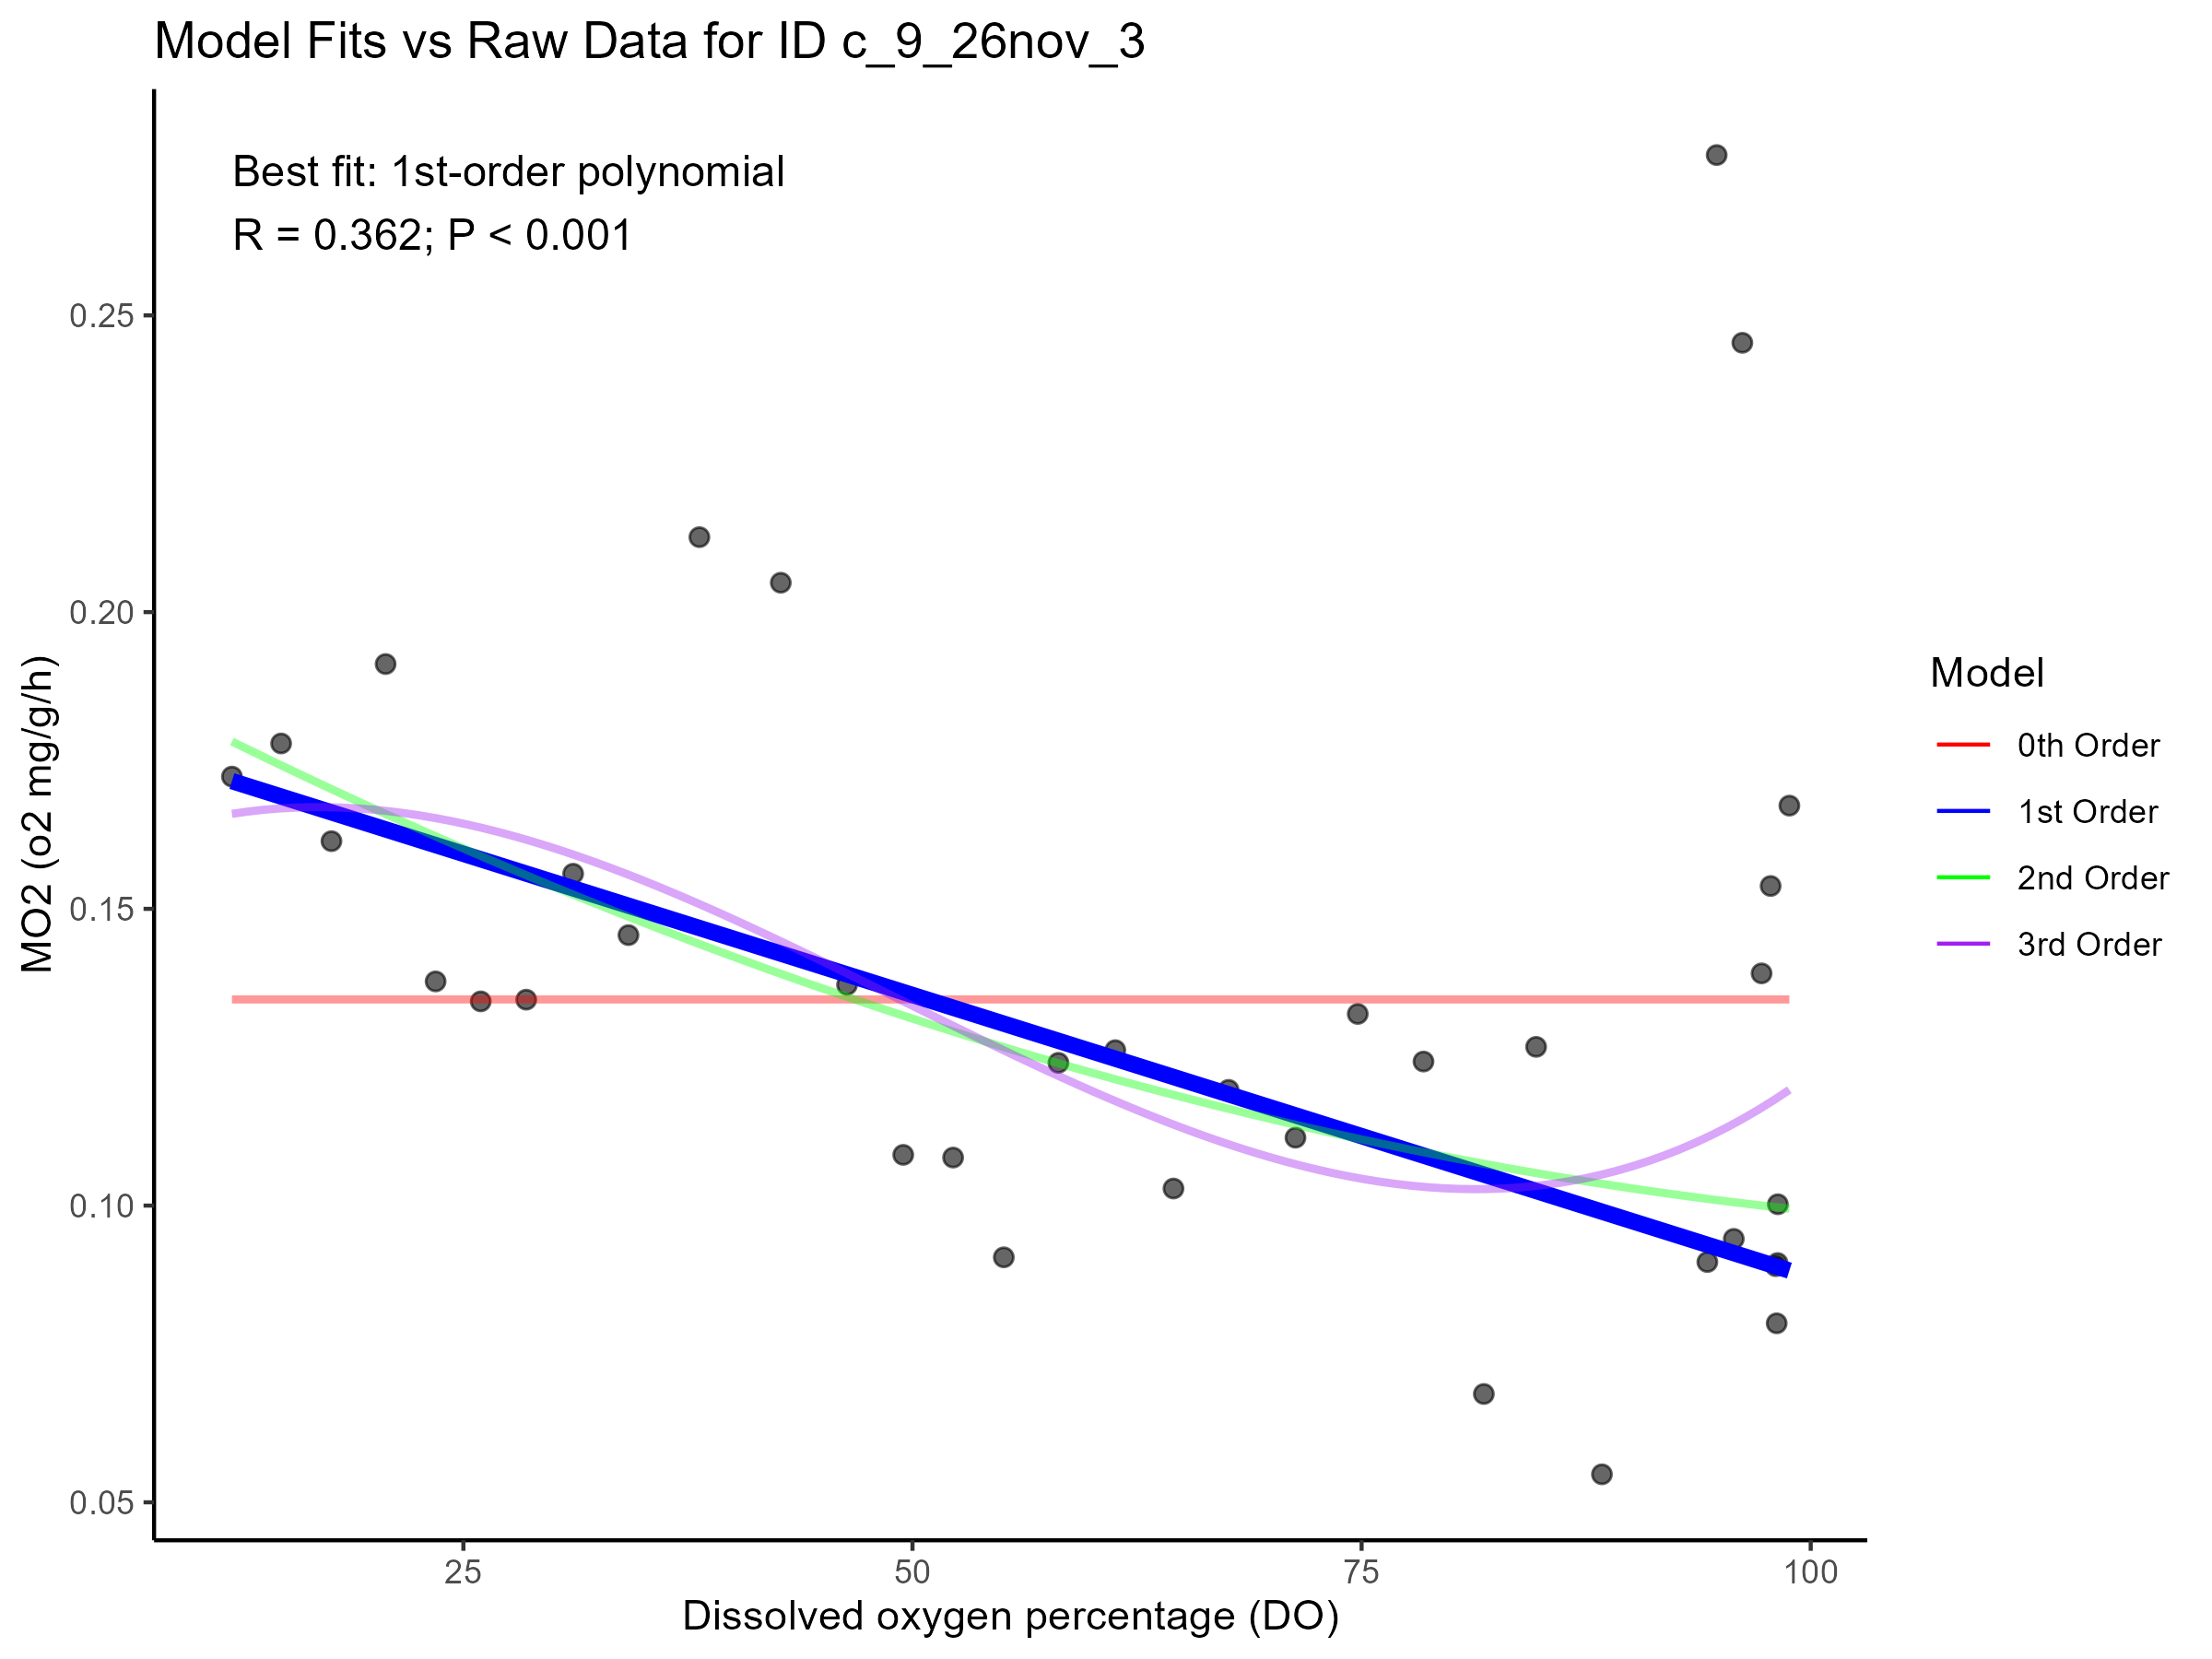 Model Fits vs Raw Data for ID c_9_26nov_3
Best fit: 1st-order polynomial
R = 0.362; P < 0.001
0.25
0.20
0.15
0.10
0.05
MO2 (o2 mg/g/h)
25 50 75 100
Dissolved oxygen percentage (DO)
Model
0th Order
1st Order
2nd Order
3rd Order